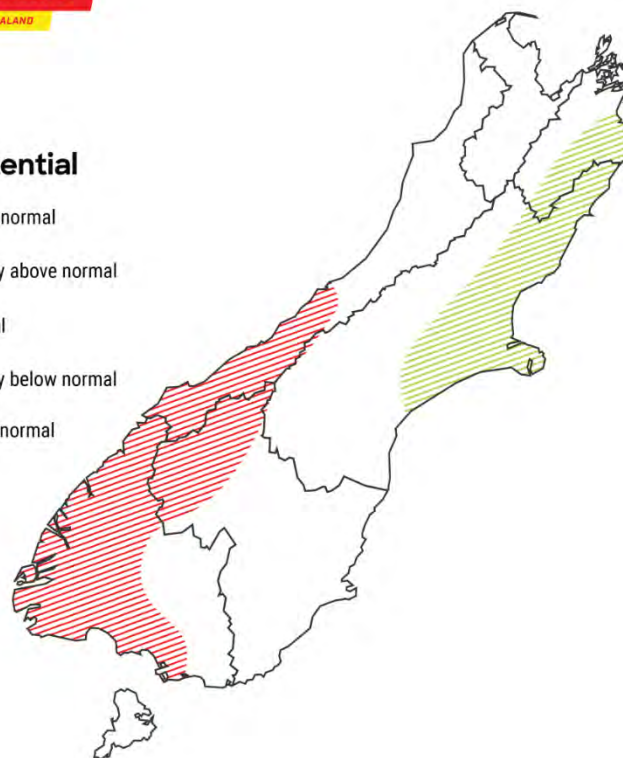 ALAND
ential
normal
y above normal
l
y below normal
normal